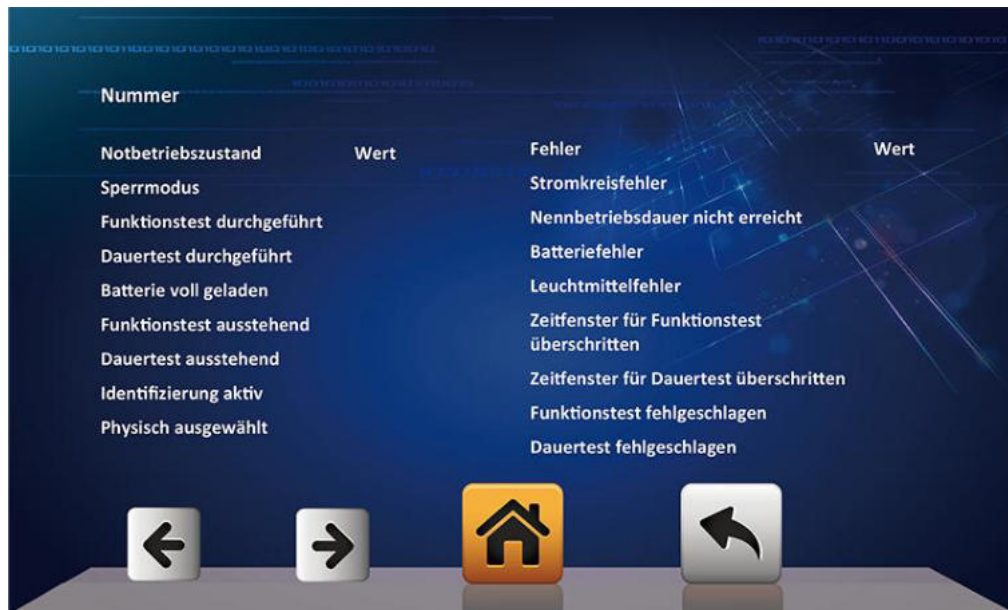 Nummer
Notbetriebszustand Wert
Sperrmodus
Funktionstest durchgeführt
Dauertest durchgeführt
Batterie voll geladen
Funktionstest ausstehend
Dauertest ausstehend
Identifizierung aktiv
Physisch ausgewählt
Fehler Wert
Stromkreisfehler
Nennbetriebsdauer nicht erreicht
Batteriefehler
Leuchtmittelfehler
Zeitfenster für Funktionstest
überschritten
Zeitfenster für Dauertest überschritten
Funktionstest fehlgeschlagen
Dauertest fehlgeschlagen